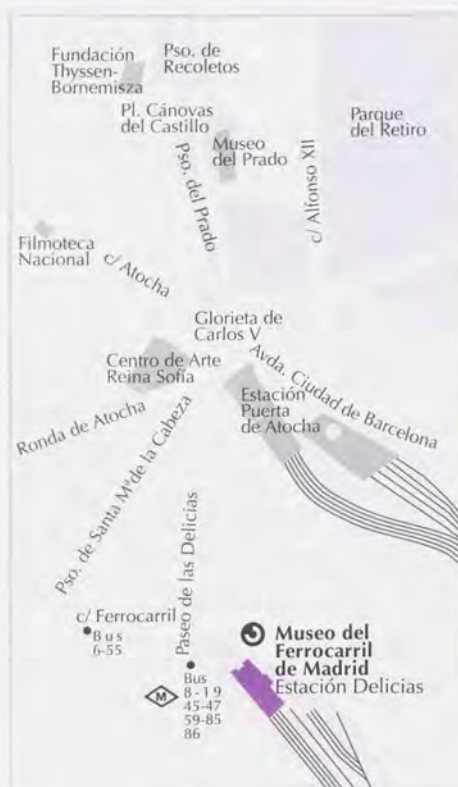 Fundación
Thyssen-
Bornemisza
Pso. de
Recoletos
Pl. Cánovas
del Castillo
Parque
del Retiro
Museo
del Prado
Pso. del Prado
c/ Alfonso XII
Filmoteca
Nacional
c/ Atocha
Glorieta de
Carlos V
Centro de Arte
Reina Sofía
Avda. Ciudad de Barcelona
Estación
Puerta
de Atocha
Ronda de Atocha
Pso. de Santa Mª de la Cabeza
Paseo de las Delicias
c/ Ferrocarril
Bus
6-55
M
Bus
8-19
45-47
59-85
86
Museo del
Ferrocarril
de Madrid
Estación Delicias